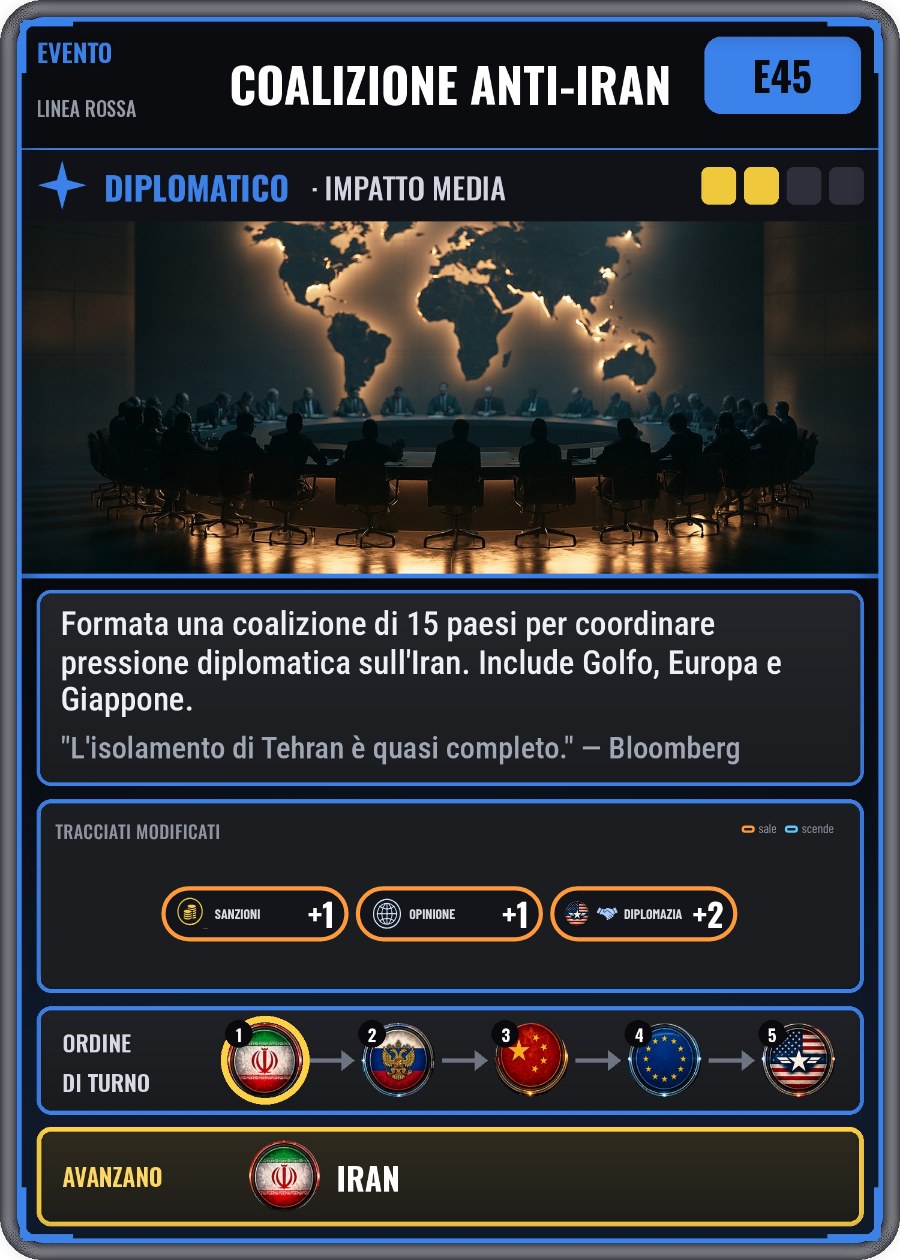 EVENTO
LINEA ROSSA
COALIZIONE ANTI-IRAN
E45
DIPLOMATICO · IMPATTO MEDIA
Formata una coalizione di 15 paesi per coordinare
pressione diplomatica sull'Iran. Include Golfo, Europa e
Giappone.
"L'isolamento di Tehran è quasi completo." — Bloomberg
TRACCIATI MODIFICATI
sale scende
SANZIONI +1
OPINIONE +1
DIPLOMAZIA +2
ORDINE
DI TURNO
1 2 3 4 5
AVANZANO
IRAN